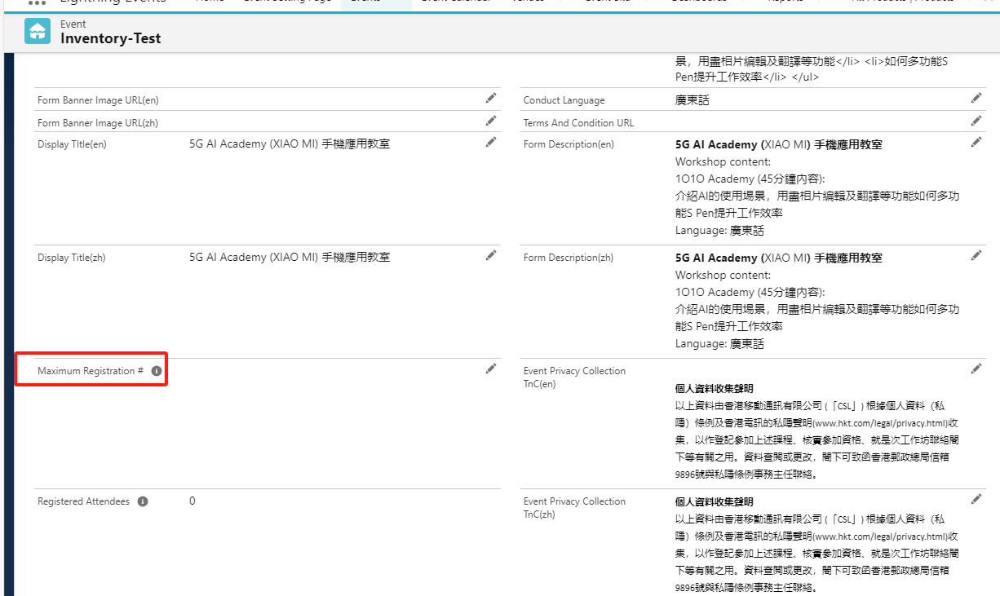 Lightning Events
Event
Inventory-Test
景，用盡相片編輯及翻譯等功能</li> <li>如何多功能S
Pen提升工作效率</li> </ul>
Form Banner Image URL(en)
Conduct Language 廣東話
Form Banner Image URL(zh)
Terms And Condition URL
Display TItle(en) 5G AI Academy (XIAO MI) 手機應用教室
Form Description(en) 5G AI Academy (XIAO MI) 手機應用教室
Workshop content:
1O1O Academy (45分鐘內容):
介紹AI的使用場景，用盡相片編輯及翻譯等功能如何多功
能S Pen提升工作效率
Language: 廣東話
Display Title(zh) 5G AI Academy (XIAO MI) 手機應用教室
Form Description(zh) 5G AI Academy (XIAO MI) 手機應用教室
Workshop content:
1O1O Academy (45分鐘內容):
介紹AI的使用場景，用盡相片編輯及翻譯等功能如何多功
能S Pen提升工作效率
Language: 廣東話
Maximum Registration #
Event Privacy Collection
TnC(en)
個人資料收集聲明
以上資料由香港移動通訊有限公司 (「CSL」) 根據個人資料（私
隱）條例及香港電訊的私隱聲明(www.hkt.com/legal/privacy.html)收
集，以作登記參加上述課程、核實參加資格、就是次工作坊聯絡閣
下等有關之用。資料查閱或更改，閣下可致函香港郵政總局信箱
9896號與私隱條例事務主任聯絡。
Registered Attendees 0
Event Privacy Collection
TnC(zh)
個人資料收集聲明
以上資料由香港移動通訊有限公司 (「CSL」) 根據個人資料（私
隱）條例及香港電訊的私隱聲明(www.hkt.com/legal/privacy.html)收
集，以作登記參加上述課程、核實參加資格、就是次工作坊聯絡閣
下等有關之用。資料查閱或更改，閣下可致函香港郵政總局信箱
9896號與私隱條例事務主任聯絡。